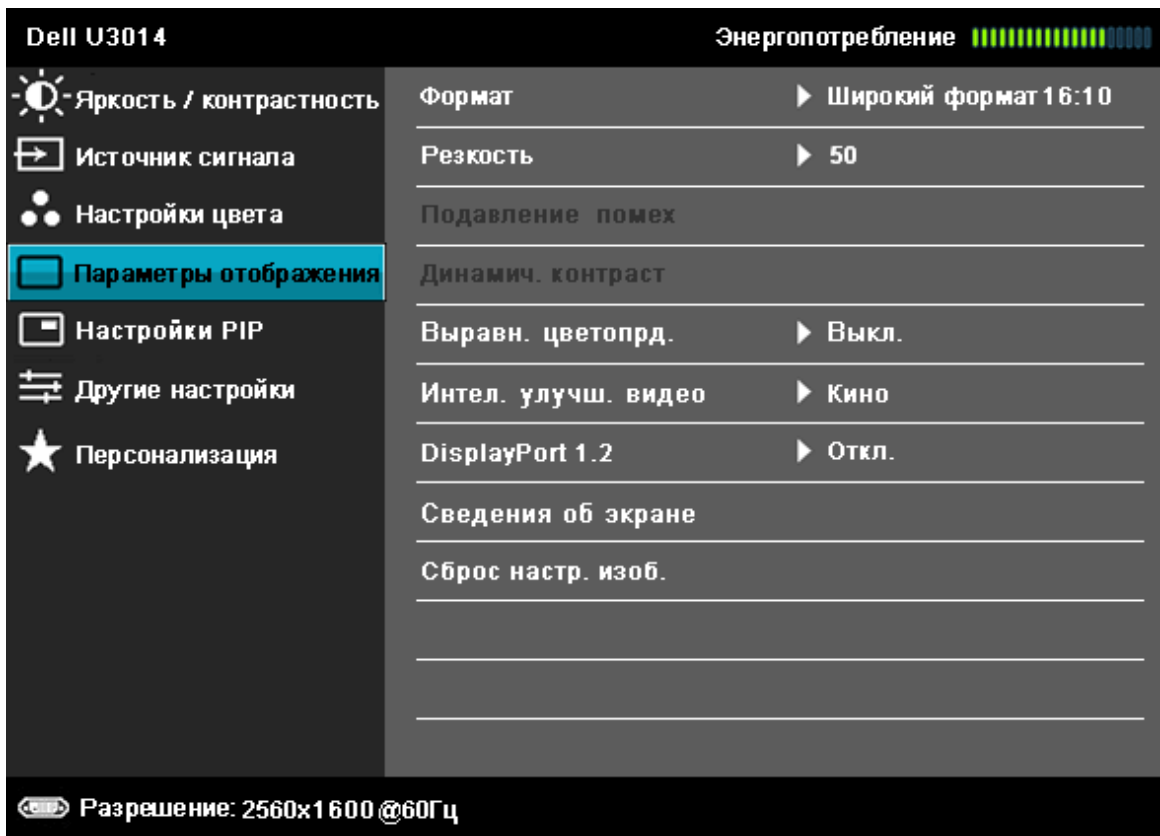 Dell U3014
Энергопотребление
Яркость / контрастность
Источник сигнала
Настройки цвета
Параметры отображения
Настройки PIP
Другие настройки
Персонализация
Формат Широкий формат 16:10
Резкость 50
Подавление помех
Динамич. контраст
Выравн. цветопрд. Выкл.
Интел. улучш. видео Кино
DisplayPort 1.2 Откл.
Сведения об экране
Сброс настр. изоб.
Разрешение: 2560x1600@60Гц